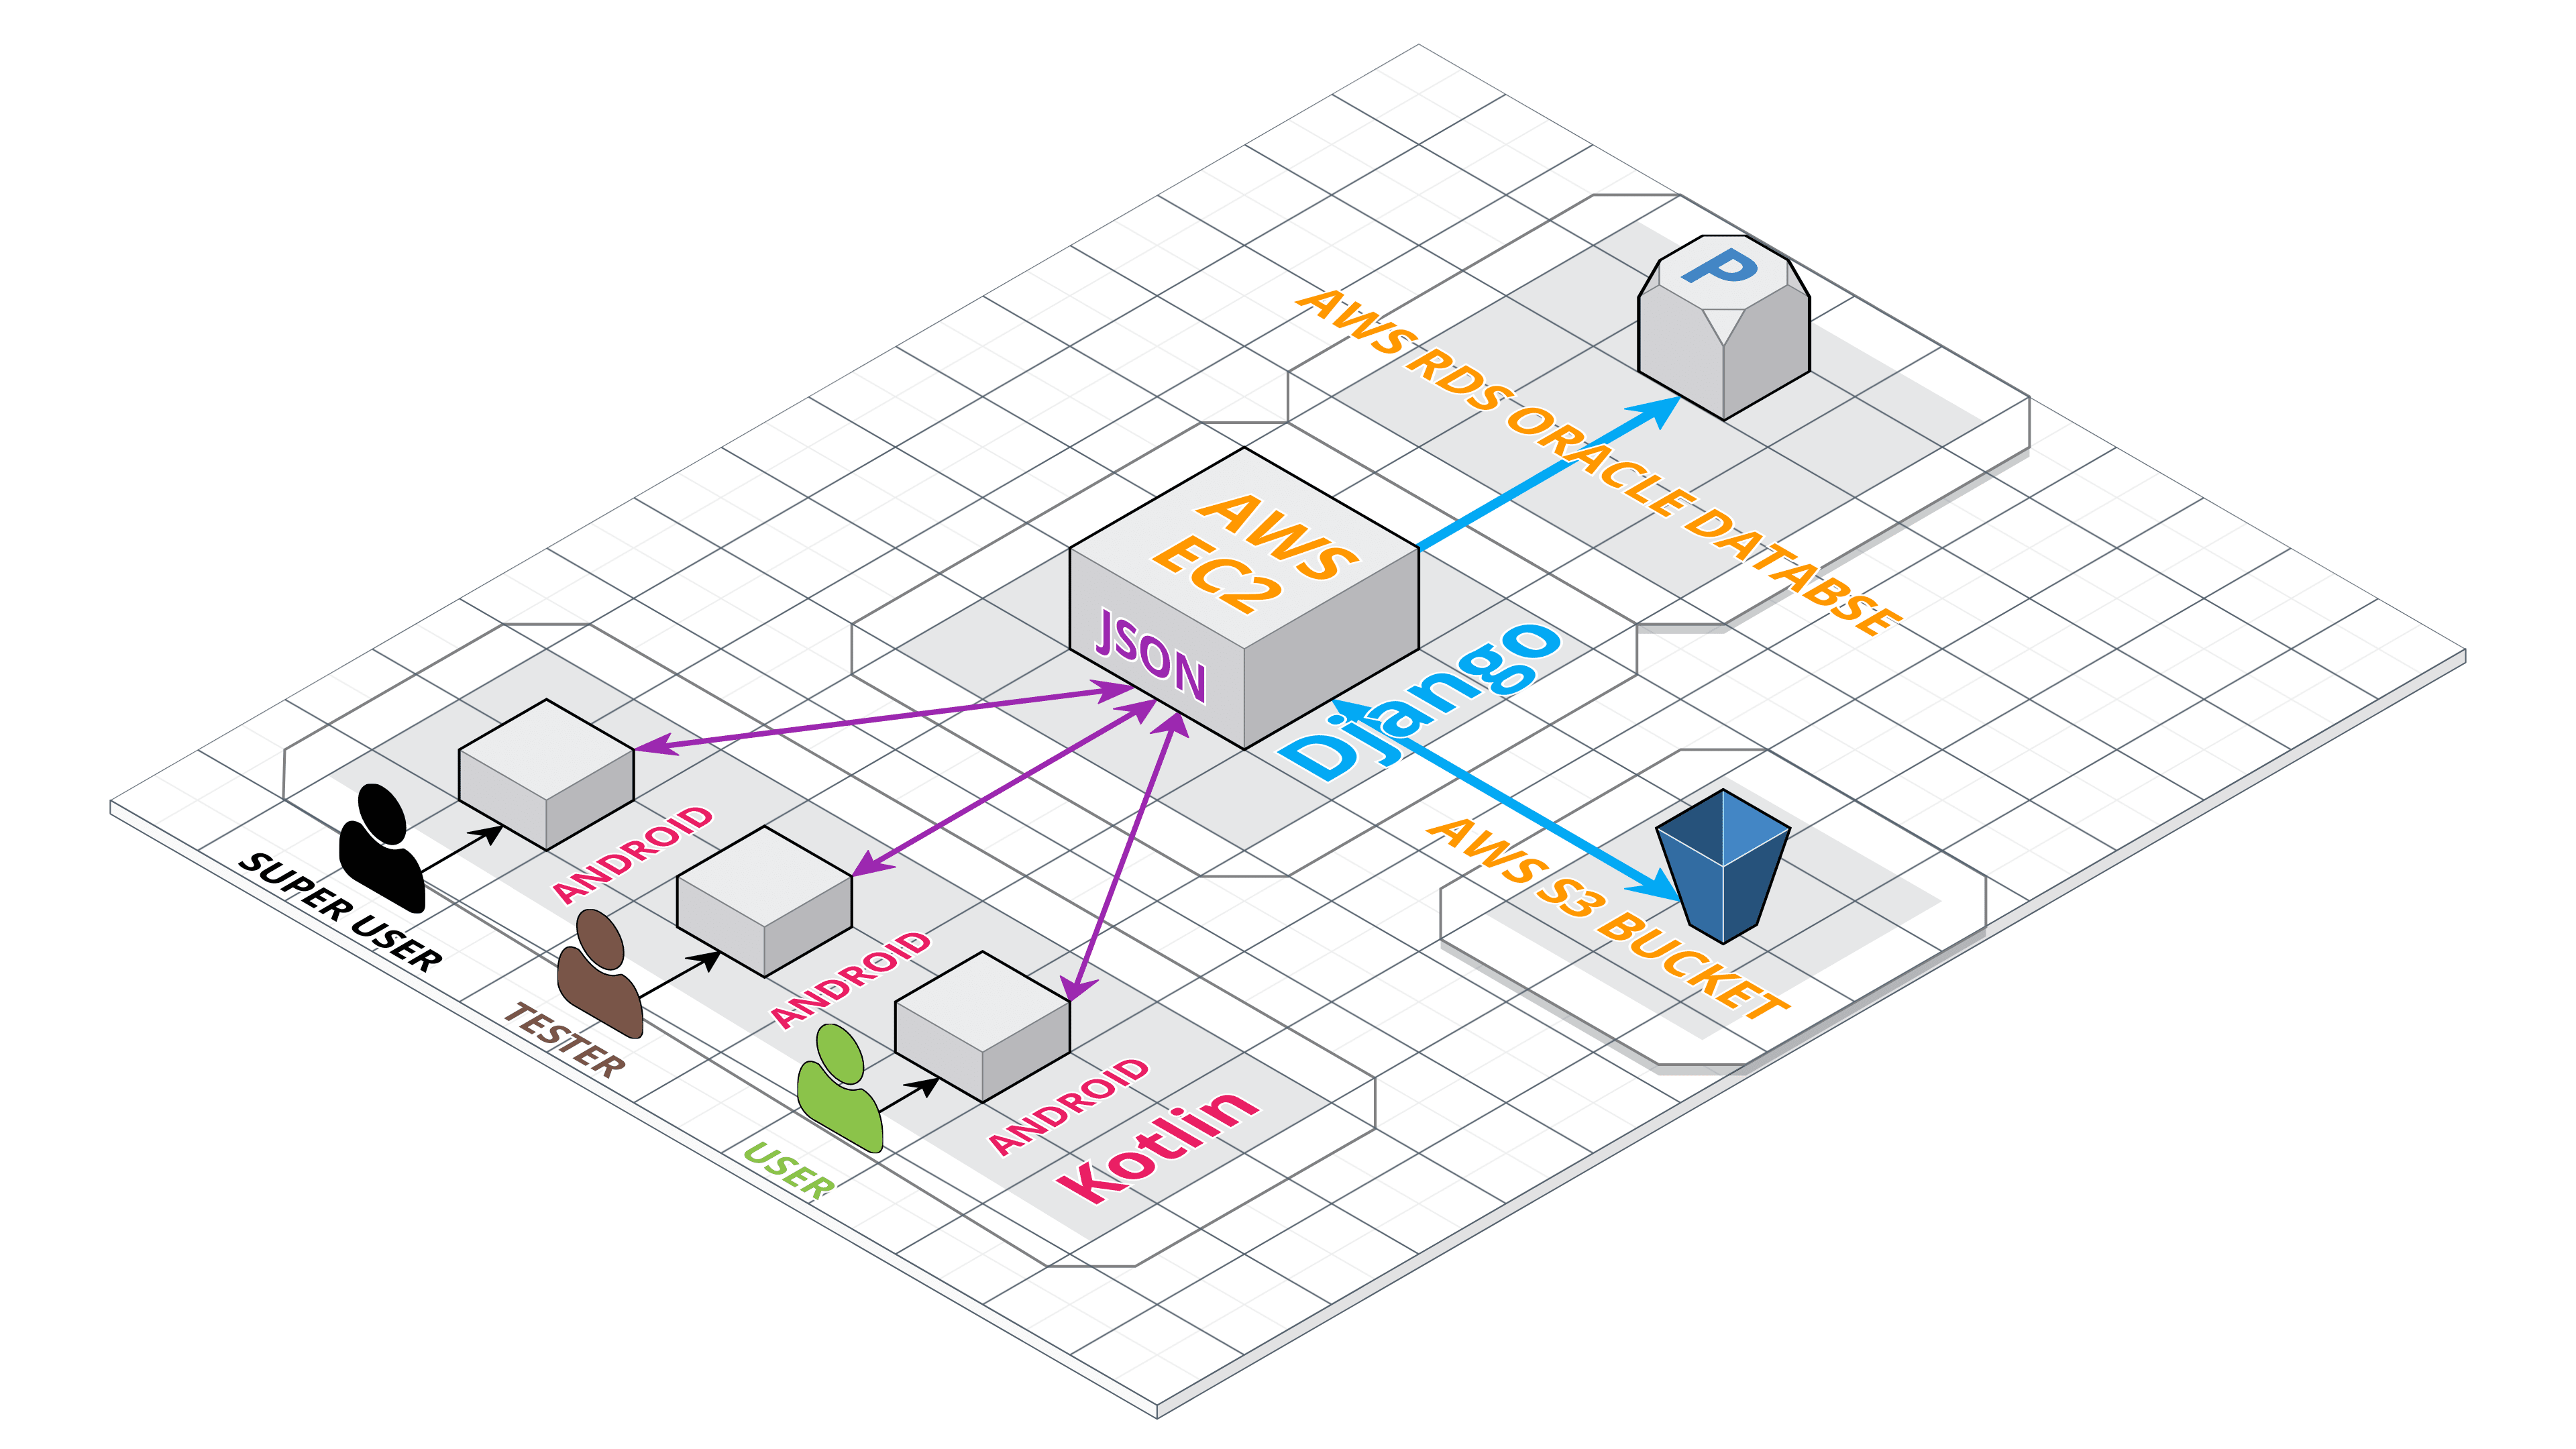 P
AWS RDS ORACLE DATABSE
AWS
EC2
JSON
Django
AWS S3 BUCKET
SUPER USER
ANDROID
TESTER
ANDROID
USER
ANDROID
Kotlin